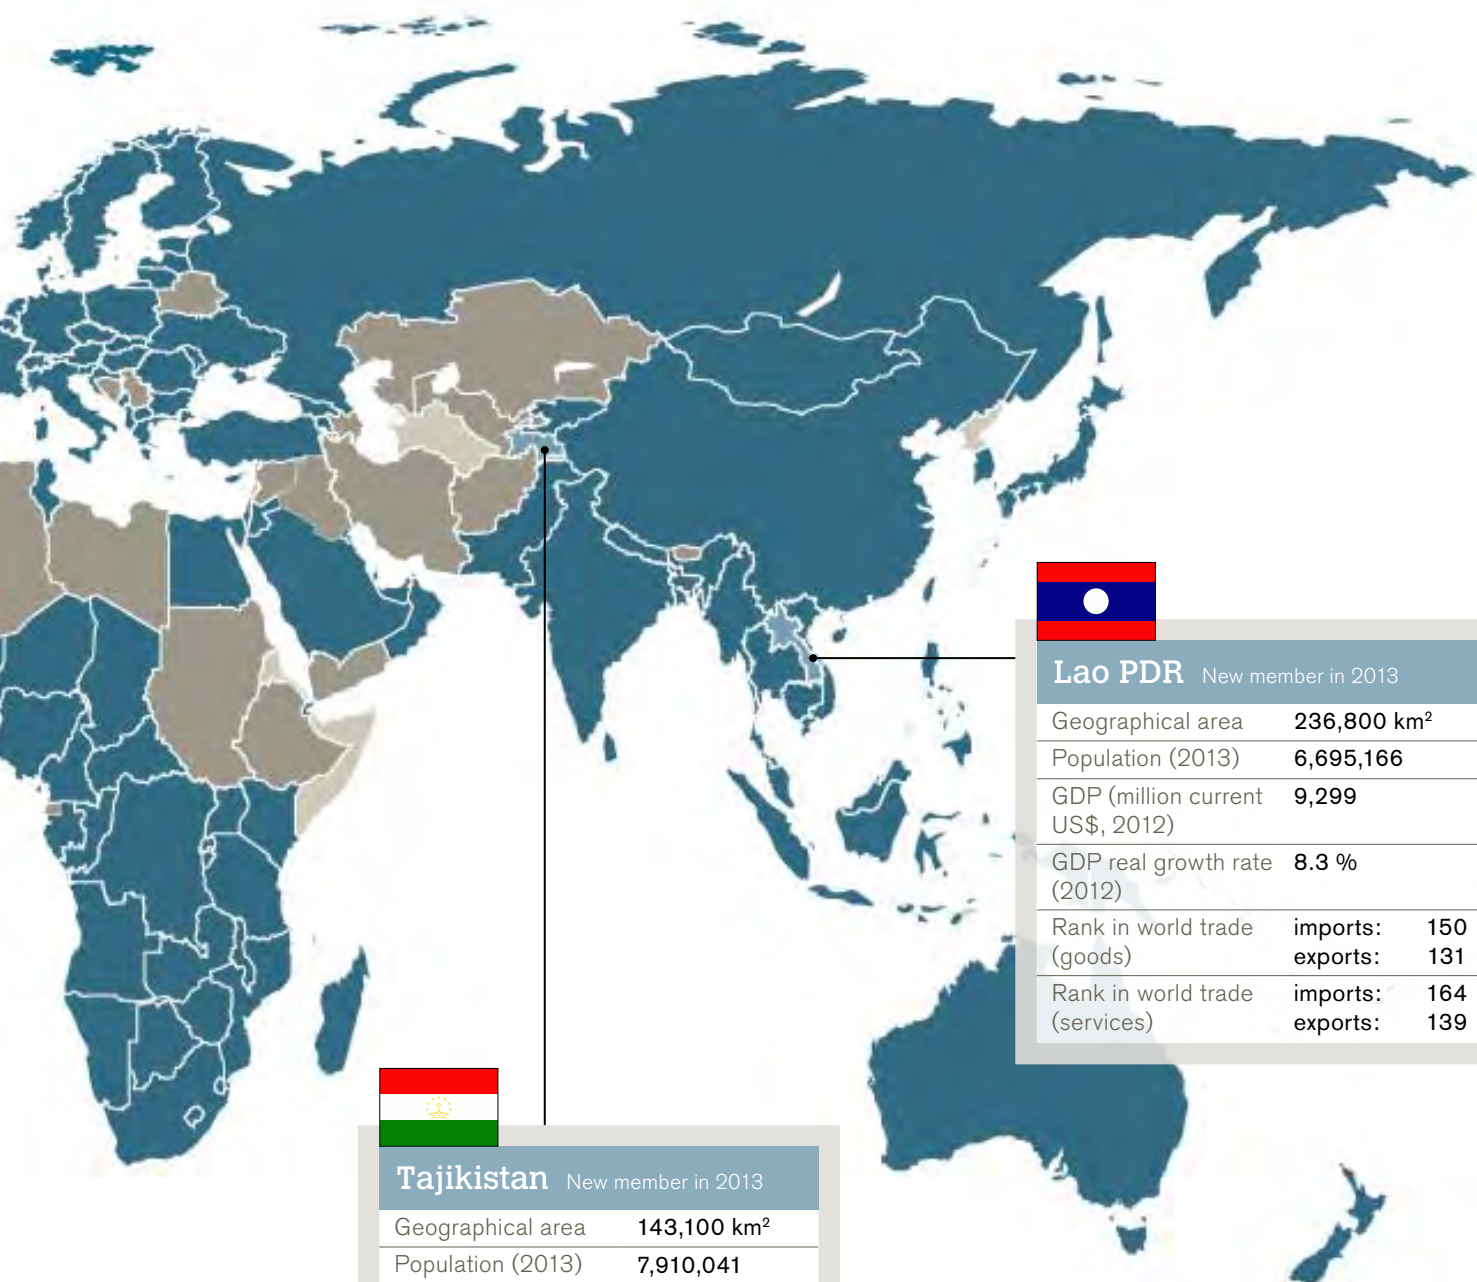 Lao PDR New member in 2013
Geographical area 236,800 km²
Population (2013) 6,695,166
GDP (million current 9,299
US$, 2012)
GDP real growth rate 8.3 %
(2012)
Rank in world trade imports: 150
(goods) exports: 131
Rank in world trade imports: 164
(services) exports: 139
Tajikistan New member in 2013
Geographical area 143,100 km²
Population (2013) 7,910,041